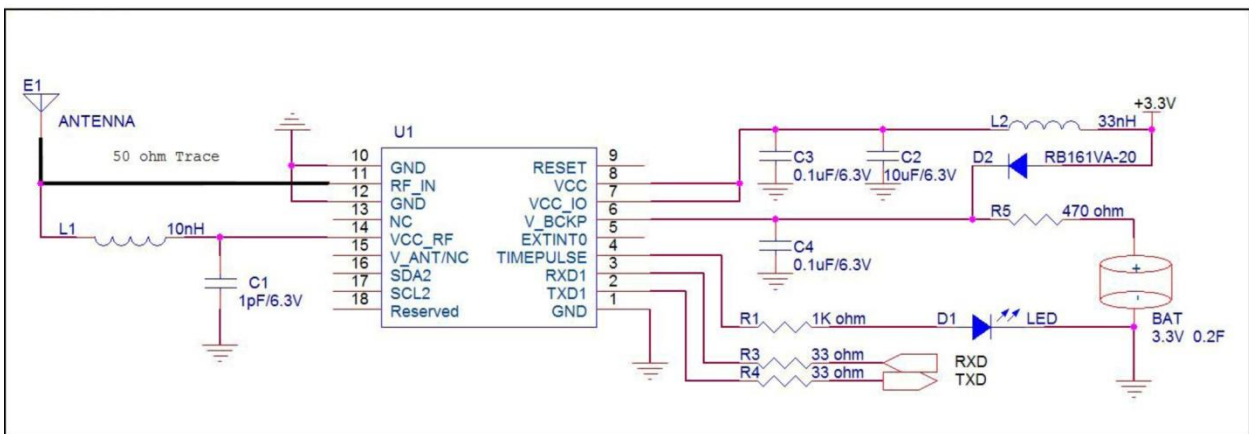 E1
ANTENNA
50 ohm Trace
L1
10nH
C1
1pF/6.3V
U1
10
11
12
13
14
15
16
17
18
GND
RF_IN
GND
NC
VCC_RF
V_ANT/NC
SDA2
SCL2
Reserved
RESET
VCC
VCC_IO
V_BCKP
EXTINT0
TIMEPULSE
RXD1
TXD1
GND
9
8
7
6
5
4
3
2
1
+3.3V
L2
33nH
C3
0.1uF/6.3V
C2
10uF/6.3V
D2
RB161VA-20
R5
470 ohm
C4
0.1uF/6.3V
+
-
BAT
3.3V 0.2F
R1
1K ohm
D1
LED
R3
33 ohm
RXD
R4
33 ohm
TXD